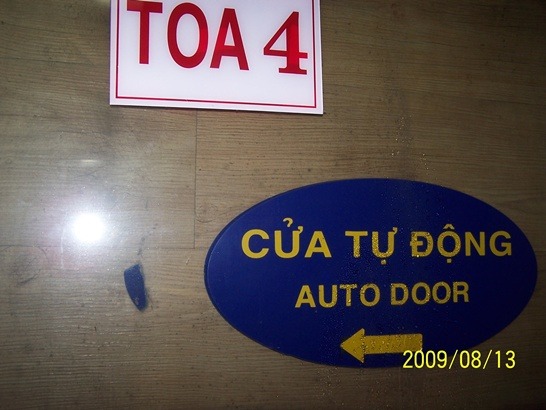 TOA 4
CỬA TỰ ĐỘNG
AUTO DOOR
2009/08/13